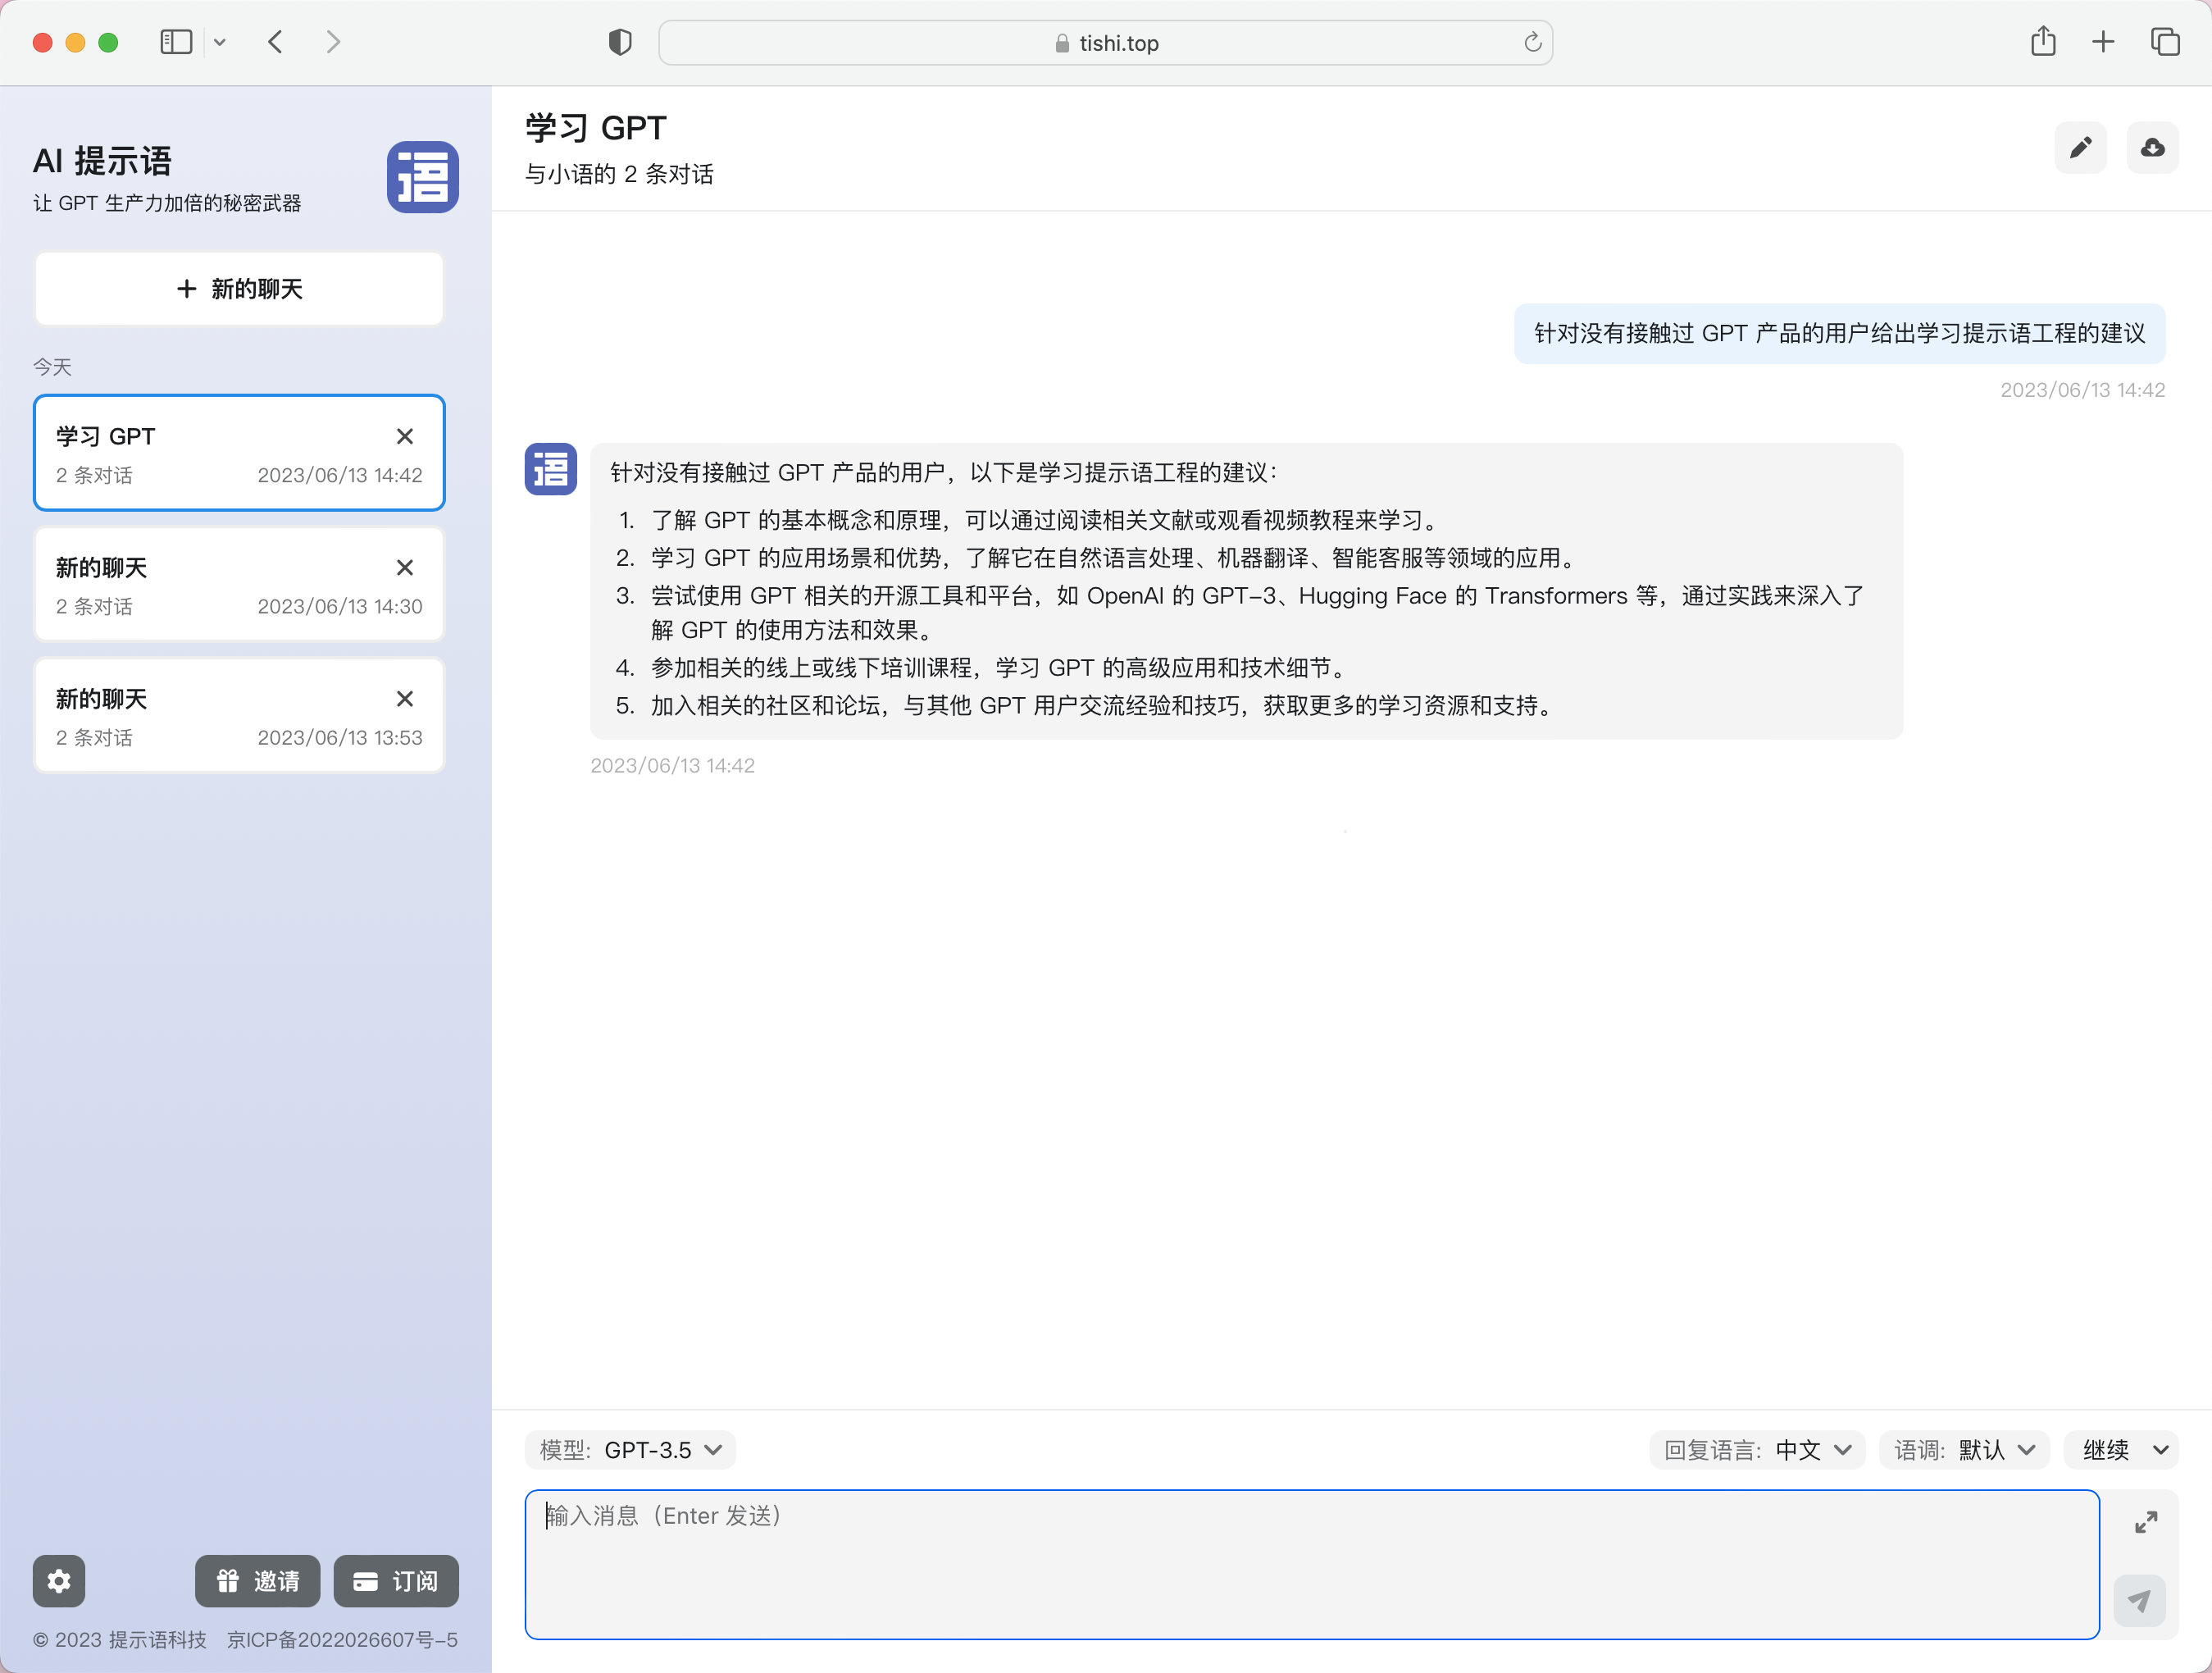 tishi.top
AI 提示语
让 GPT 生产力加倍的秘密武器
语
新的聊天
今天
学习 GPT
2 条对话 2023/06/13 14:42
新的聊天
2 条对话 2023/06/13 14:30
新的聊天
2 条对话 2023/06/13 13:53
邀请 订阅
© 2023 提示语科技 京ICP备2022026607号-5
学习 GPT
与小语的 2 条对话
针对没有接触过 GPT 产品的用户给出学习提示语工程的建议
2023/06/13 14:42
语
针对没有接触过 GPT 产品的用户，以下是学习提示语工程的建议：
1. 了解 GPT 的基本概念和原理，可以通过阅读相关文献或观看视频教程来学习。
2. 学习 GPT 的应用场景和优势，了解它在自然语言处理、机器翻译、智能客服等领域的应用。
3. 尝试使用 GPT 相关的开源工具和平台，如 OpenAI 的 GPT-3、Hugging Face 的 Transformers 等，通过实践来深入了
解 GPT 的使用方法和效果。
4. 参加相关的线上或线下培训课程，学习 GPT 的高级应用和技术细节。
5. 加入相关的社区和论坛，与其他 GPT 用户交流经验和技巧，获取更多的学习资源和支持。
2023/06/13 14:42
模型: GPT-3.5 回复语言: 中文 语调: 默认 继续
输入消息（Enter 发送）